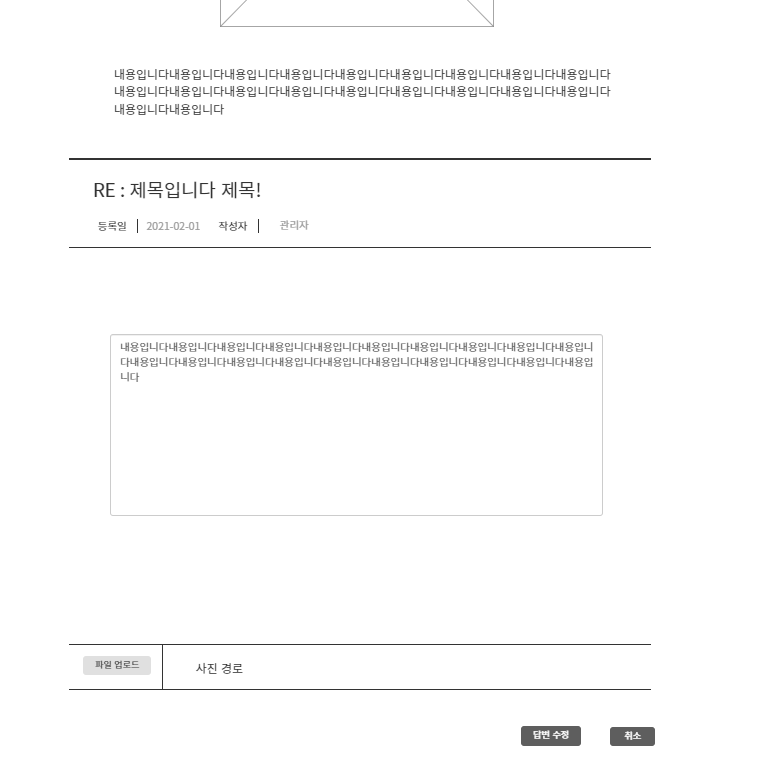 내용입니다내용입니다내용입니다내용입니다내용입니다내용입니다내용입니다내용입니다내용입니다
내용입니다내용입니다내용입니다내용입니다내용입니다내용입니다내용입니다내용입니다내용입니다
내용입니다내용입니다
RE : 제목입니다 제목!
등록일 2021-02-01 작성자 관리자
내용입니다내용입니다내용입니다내용입니다내용입니다내용입니다내용입니다내용입니다내용입니다내용입니
다내용입니다내용입니다내용입니다내용입니다내용입니다내용입니다내용입니다내용입니다내용입니다내용입
니다
파일 업로드 사진 경로
답변 수정 취소